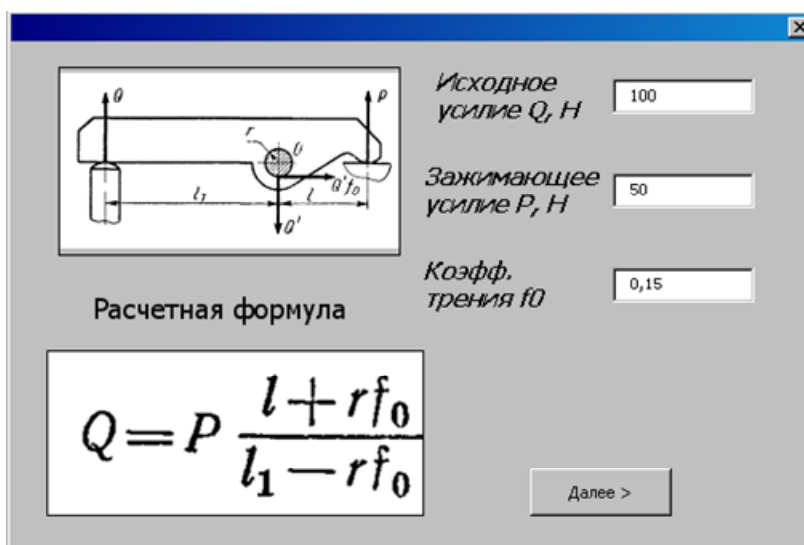 Q
P
r
O
Q'f₀
l₁
l
Q'
Исходное
усилие Q, Н
100
Зажимающее
усилие P, Н
50
Коэфф.
трения f0
0,15
Расчетная формула
Q = P (l + rf₀) / (l₁ − rf₀)
Далее >